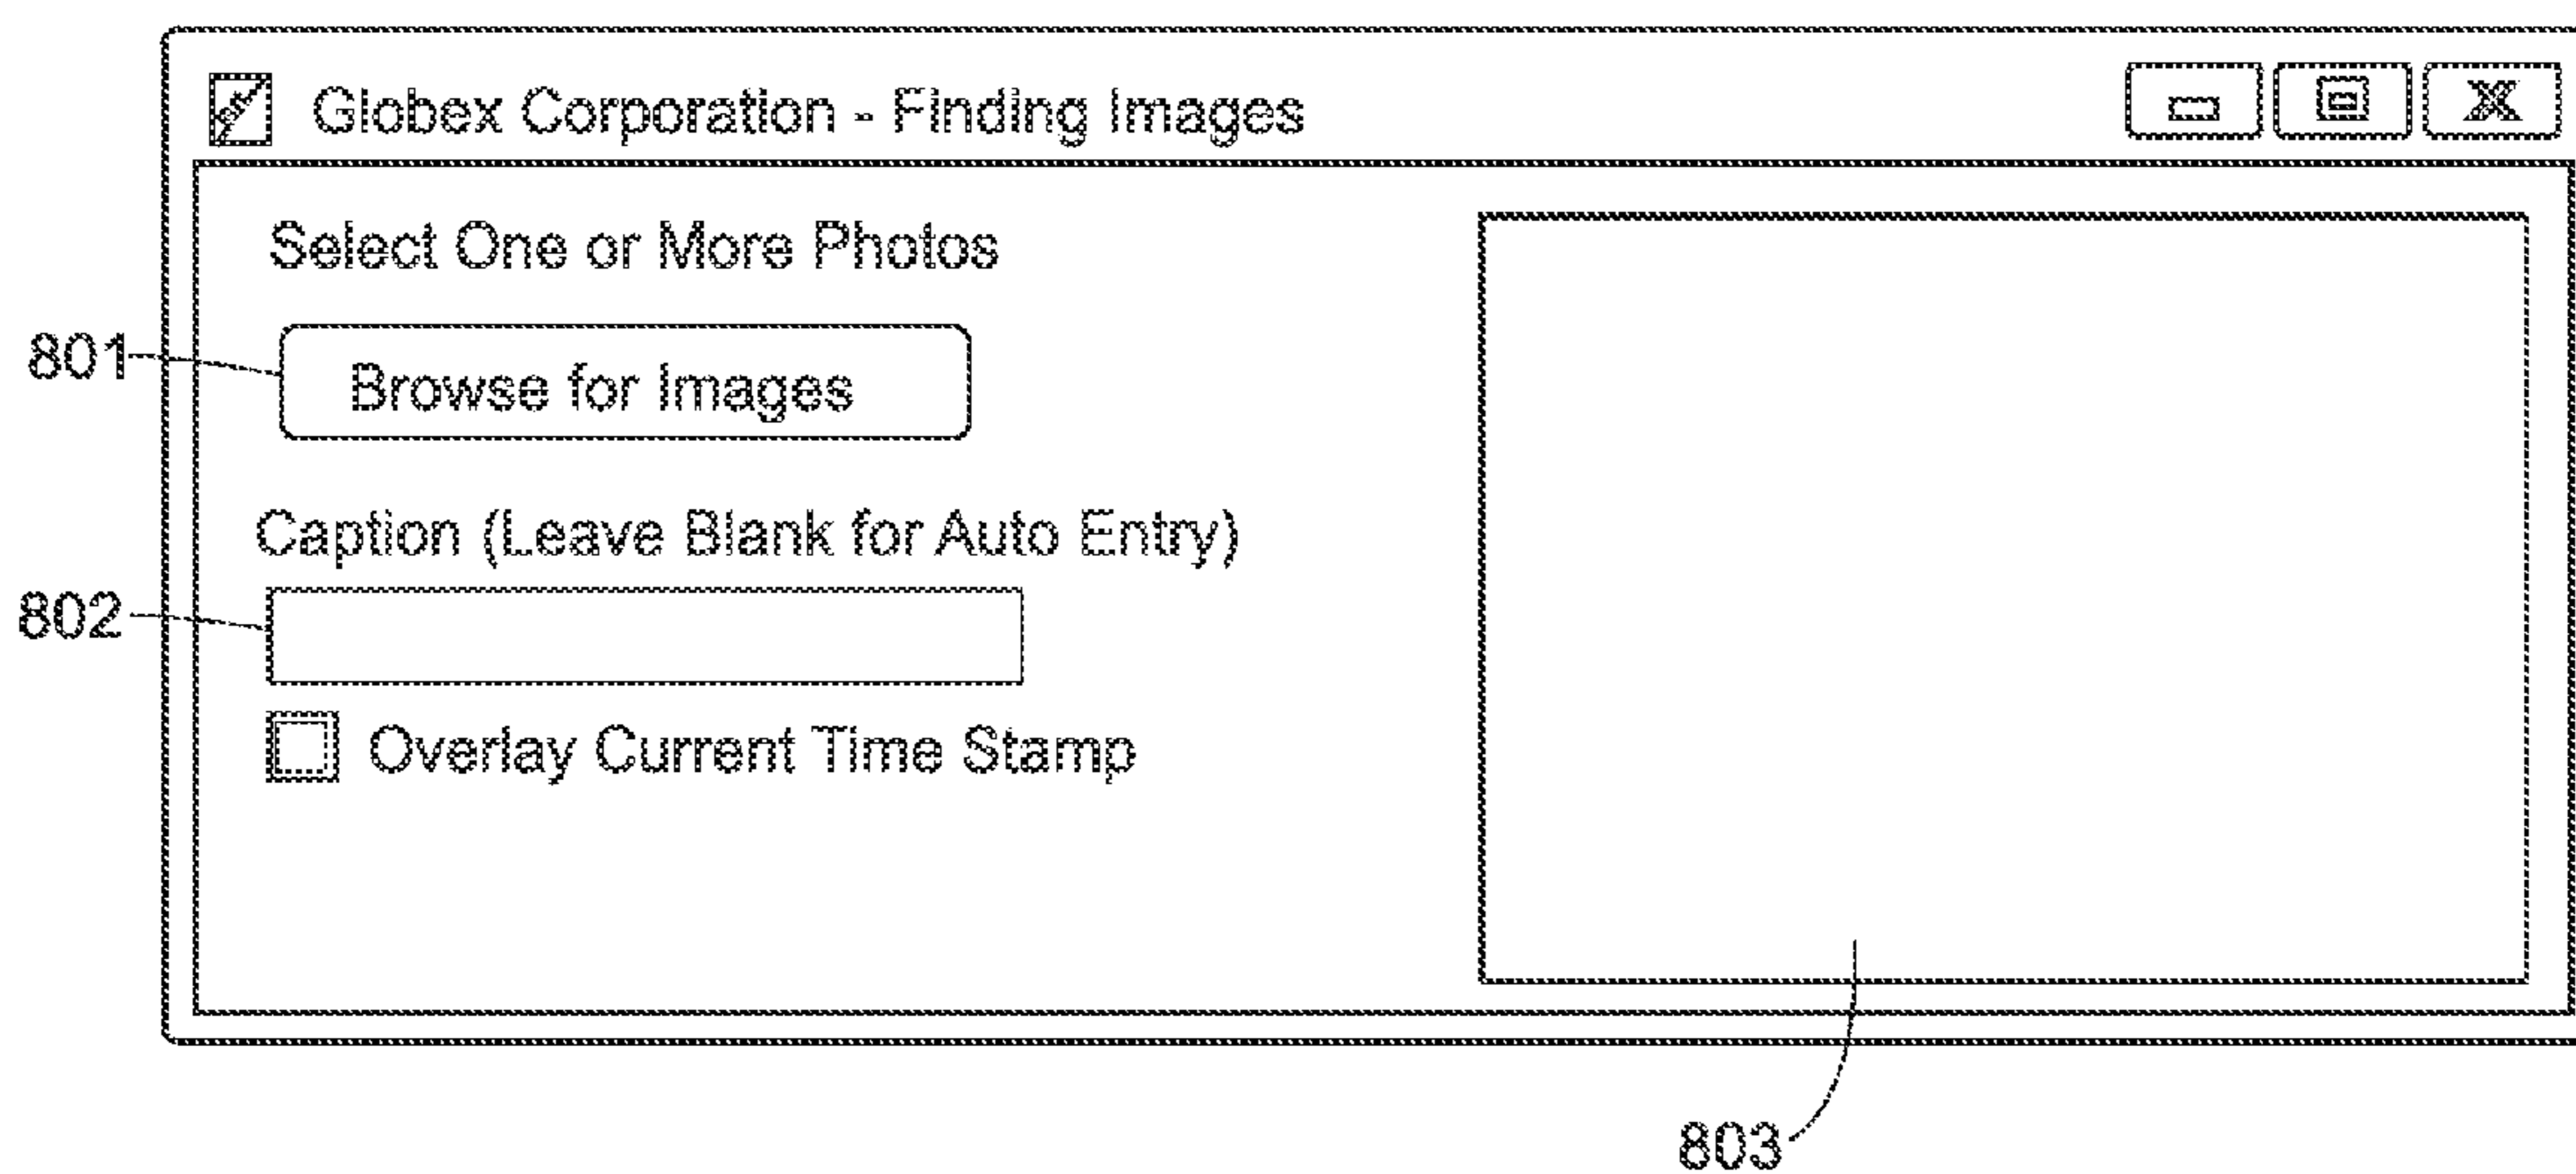 Globex Corporation - Finding Images
Select One or More Photos
801
Browse for Images
Caption (Leave Blank for Auto Entry)
802
Overlay Current Time Stamp
803